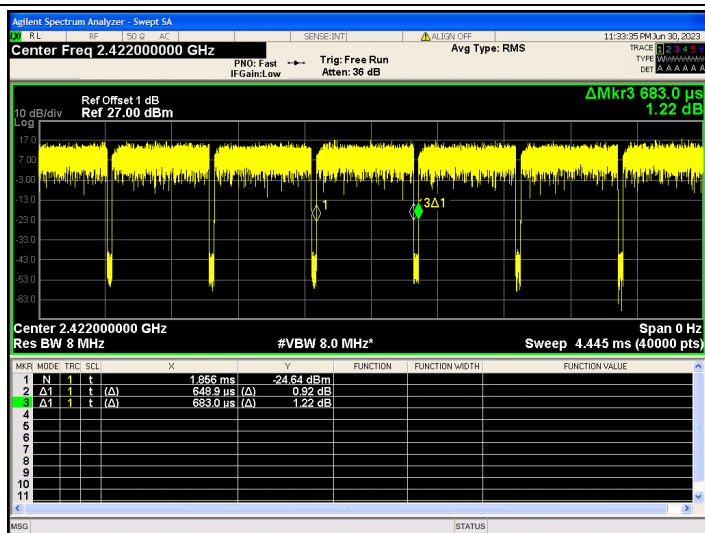 Agilent Spectrum Analyzer - Swept SA
LXI RL RF 50 Ω AC SENSE:INT ALIGN OFF 11:33:35 PM Jun 30, 2023
Center Freq 2.422000000 GHz
PNO: Fast
IFGain:Low
Trig: Free Run
Atten: 36 dB
Avg Type: RMS
TRACE 1 2 3 4 5 6
TYPE WWWWWW
DET A A A A A A
ΔMkr3 683.0 µs
1.22 dB
Ref Offset 1 dB
10 dB/div Ref 27.00 dBm
Log
17.0
7.00
-3.00
-13.0
-23.0
-33.0
-43.0
-53.0
-63.0
1
3Δ1
Center 2.422000000 GHz Span 0 Hz
Res BW 8 MHz #VBW 8.0 MHz* Sweep 4.445 ms (40000 pts)
MKR MODE TRC SCL X Y FUNCTION FUNCTION WIDTH FUNCTION VALUE
1 N 1 t 1.856 ms -24.64 dBm
2 Δ1 1 t (Δ) 648.9 µs (Δ) 0.92 dB
3 Δ1 1 t (Δ) 683.0 µs (Δ) 1.22 dB
4
5
6
7
8
9
10
11
MSG STATUS